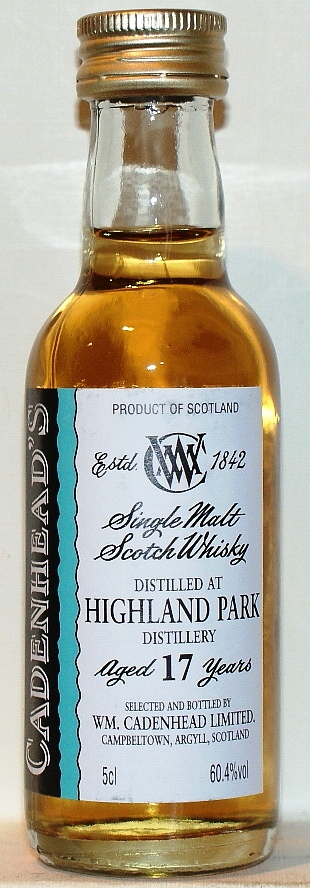 CADENHEAD'S
PRODUCT OF SCOTLAND
Estd. WC 1842
Single Malt
Scotch Whisky
DISTILLED AT
HIGHLAND PARK
DISTILLERY
Aged 17 Years
SELECTED AND BOTTLED BY
WM. CADENHEAD LIMITED.
CAMPBELTOWN, ARGYLL, SCOTLAND
5cl 60.4%vol